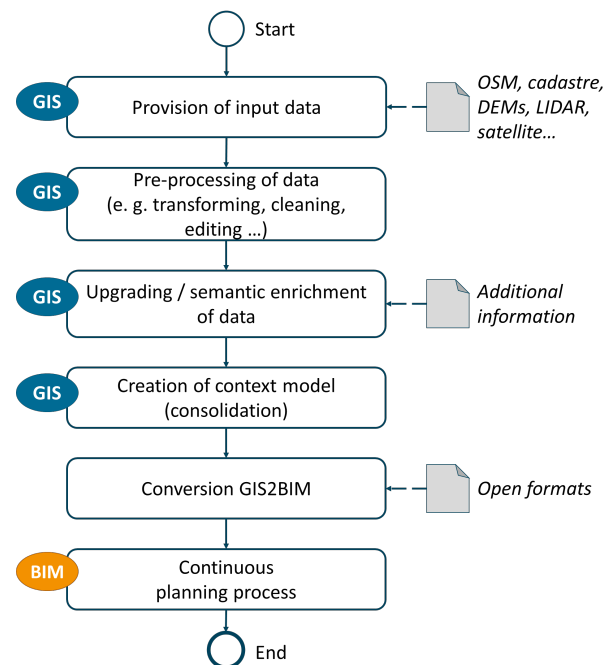 Start
GIS
Provision of input data
OSM, cadastre,
DEMs, LIDAR,
satellite...
GIS
Pre-processing of data
(e. g. transforming, cleaning,
editing ...)
GIS
Upgrading / semantic enrichment
of data
Additional
information
GIS
Creation of context model
(consolidation)
Conversion GIS2BIM
Open formats
BIM
Continuous
planning process
End